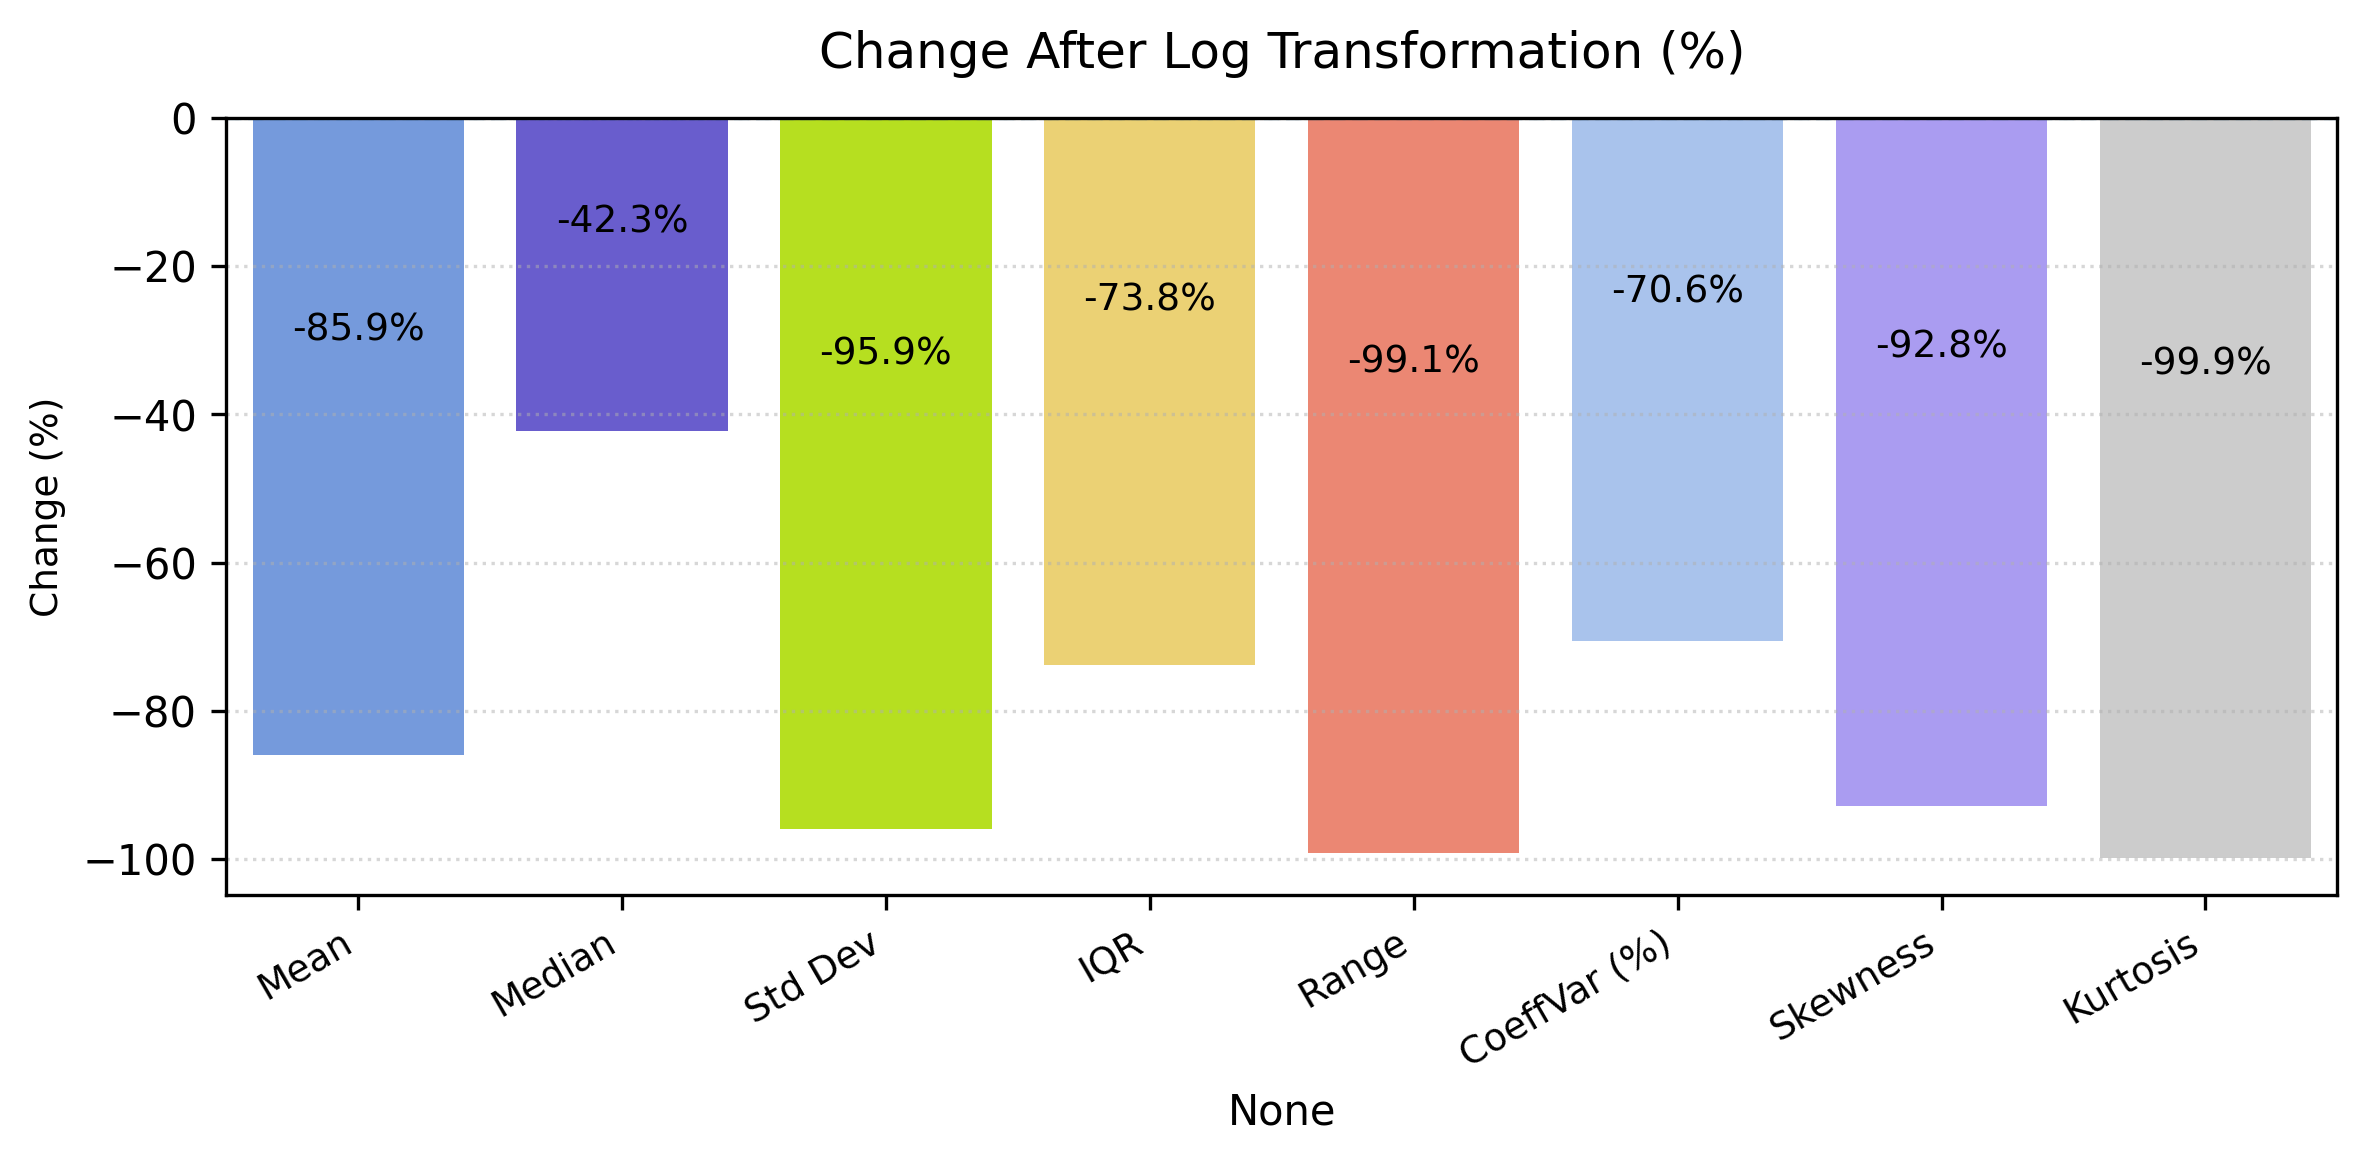 Change After Log Transformation (%)
Change (%)
0
−20
−40
−60
−80
−100
-85.9%
-42.3%
-95.9%
-73.8%
-99.1%
-70.6%
-92.8%
-99.9%
Mean
Median
Std Dev
IQR
Range
CoeffVar (%)
Skewness
Kurtosis
None